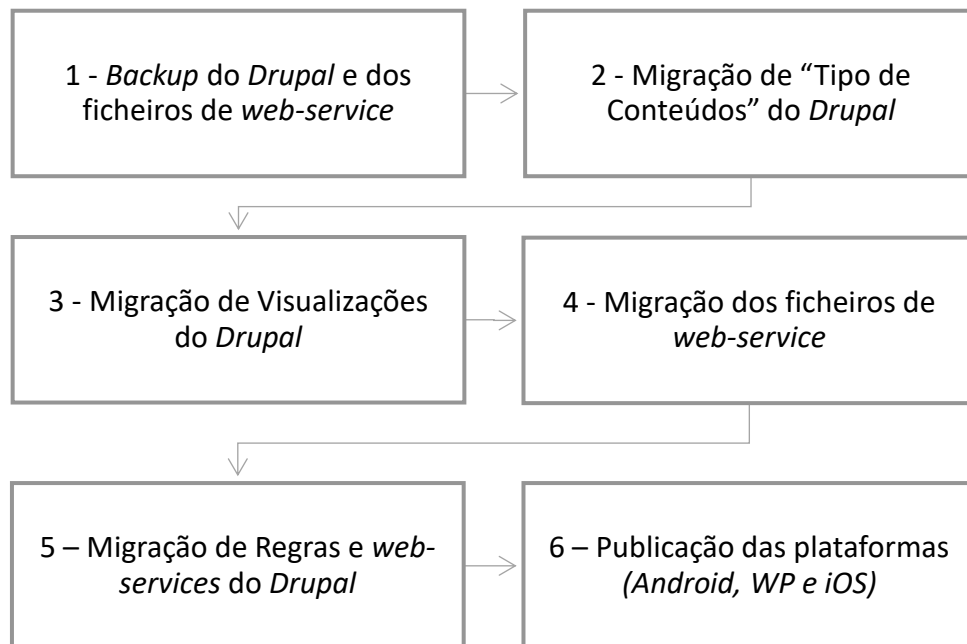 1 - Backup do Drupal e dos
ficheiros de web-service
2 - Migração de “Tipo de
Conteúdos” do Drupal
3 - Migração de Visualizações
do Drupal
4 - Migração dos ficheiros de
web-service
5 – Migração de Regras e web-
services do Drupal
6 – Publicação das plataformas
(Android, WP e iOS)